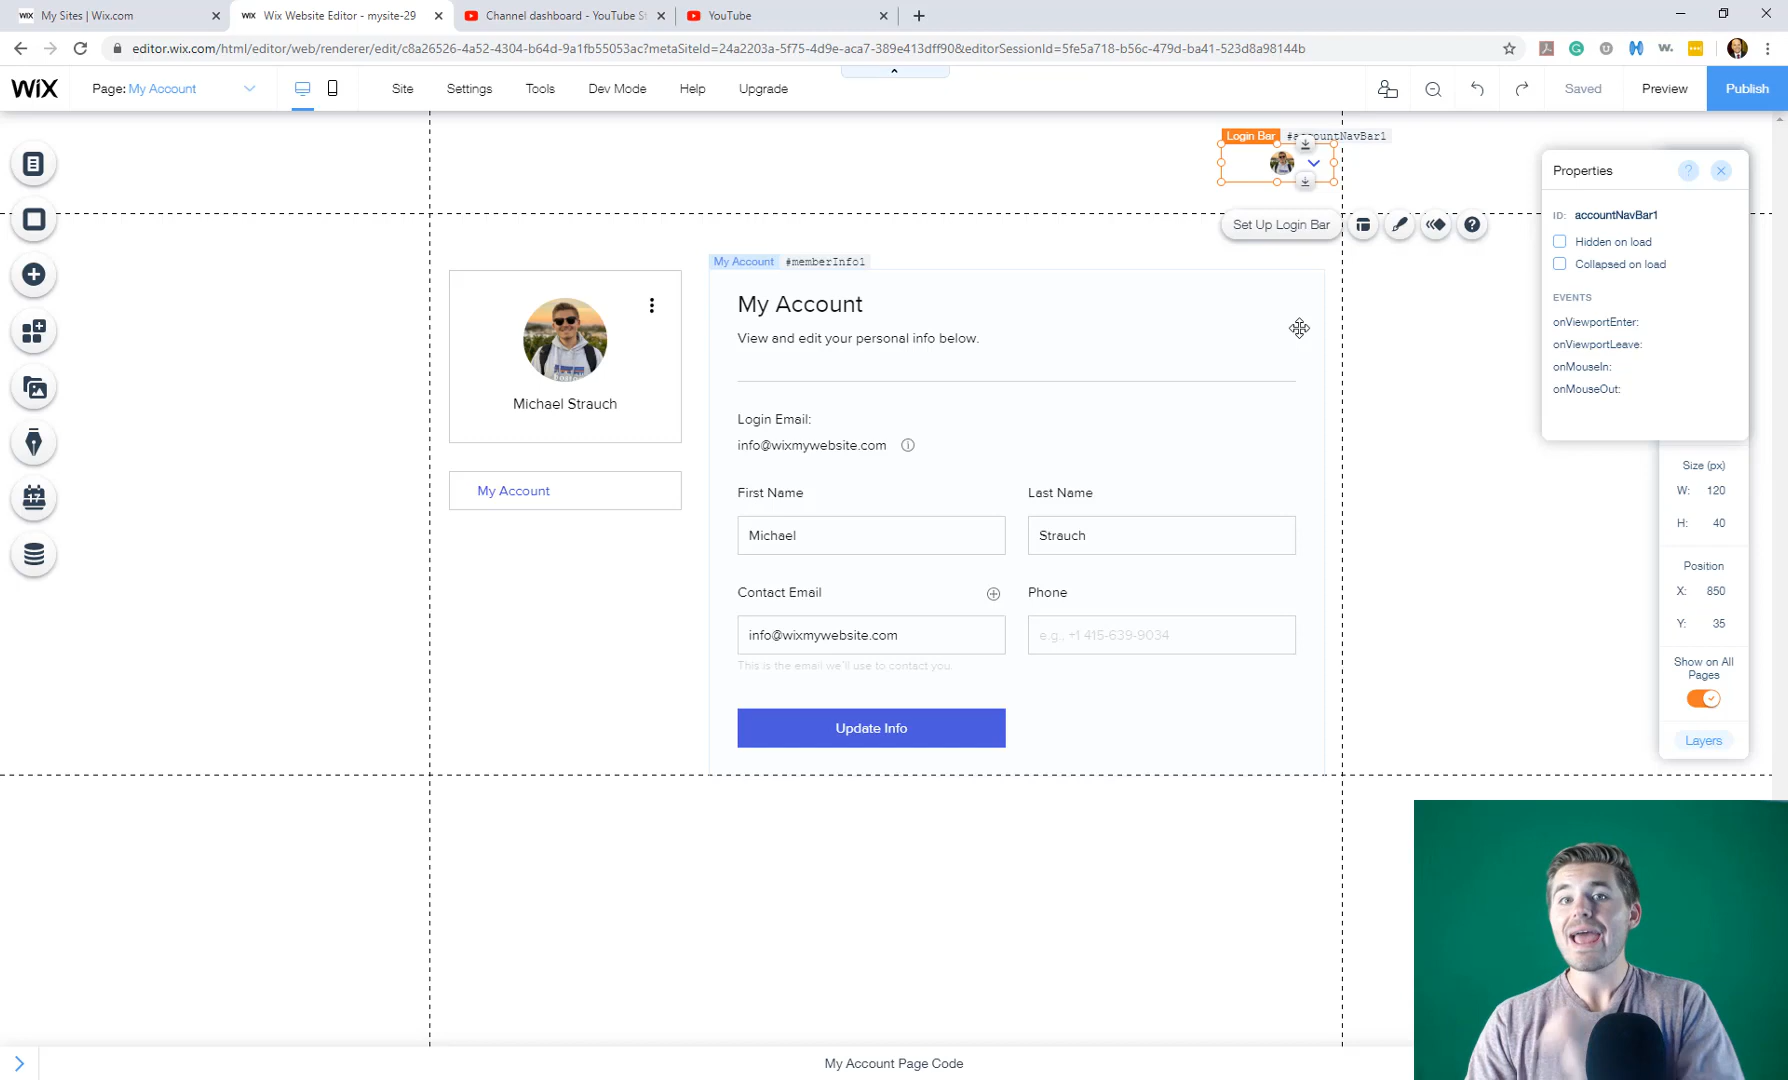 My Sites | Wix.com
Wix Website Editor - mysite-29
Channel dashboard - YouTube St
YouTube
editor.wix.com/html/editor/web/renderer/edit/c8a26526-4a52-4304-b64d-9a1fb55053ac?metaSiteId=24a2203a-5f75-4d9e-aca7-389e413dff90&editorSessionId=5fe5a718-b56c-479d-ba41-523d8a98144b
WiX
Page: My Account
Site
Settings
Tools
Dev Mode
Help
Upgrade
Saved
Preview
Publish
Login Bar
#accountNavBar1
Set Up Login Bar
Properties
ID: accountNavBar1
Hidden on load
Collapsed on load
EVENTS
onViewportEnter:
onViewportLeave:
onMouseIn:
onMouseOut:
Size (px)
W: 120
H: 40
Position
X: 850
Y: 35
Show on All
Pages
Layers
17
Michael Strauch
My Account
My Account #memberInfo1
My Account
View and edit your personal info below.
Login Email:
info@wixmywebsite.com
First Name
Last Name
Michael
Strauch
Contact Email
Phone
info@wixmywebsite.com
e.g., +1 415-639-9034
This is the email we'll use to contact you.
Update Info
My Account Page Code